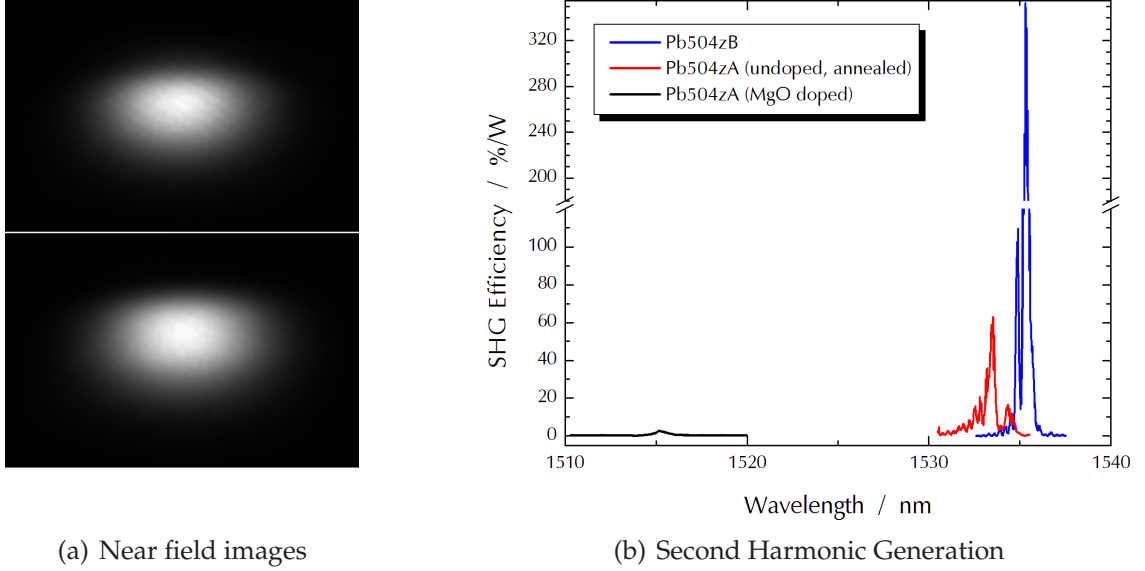 320
280
240
200
100
80
60
40
20
0
SHG Efficiency / %/W
Pb504zB
Pb504zA (undoped, annealed)
Pb504zA (MgO doped)
1510
1520
1530
1540
Wavelength / nm
(a) Near field images
(b) Second Harmonic Generation